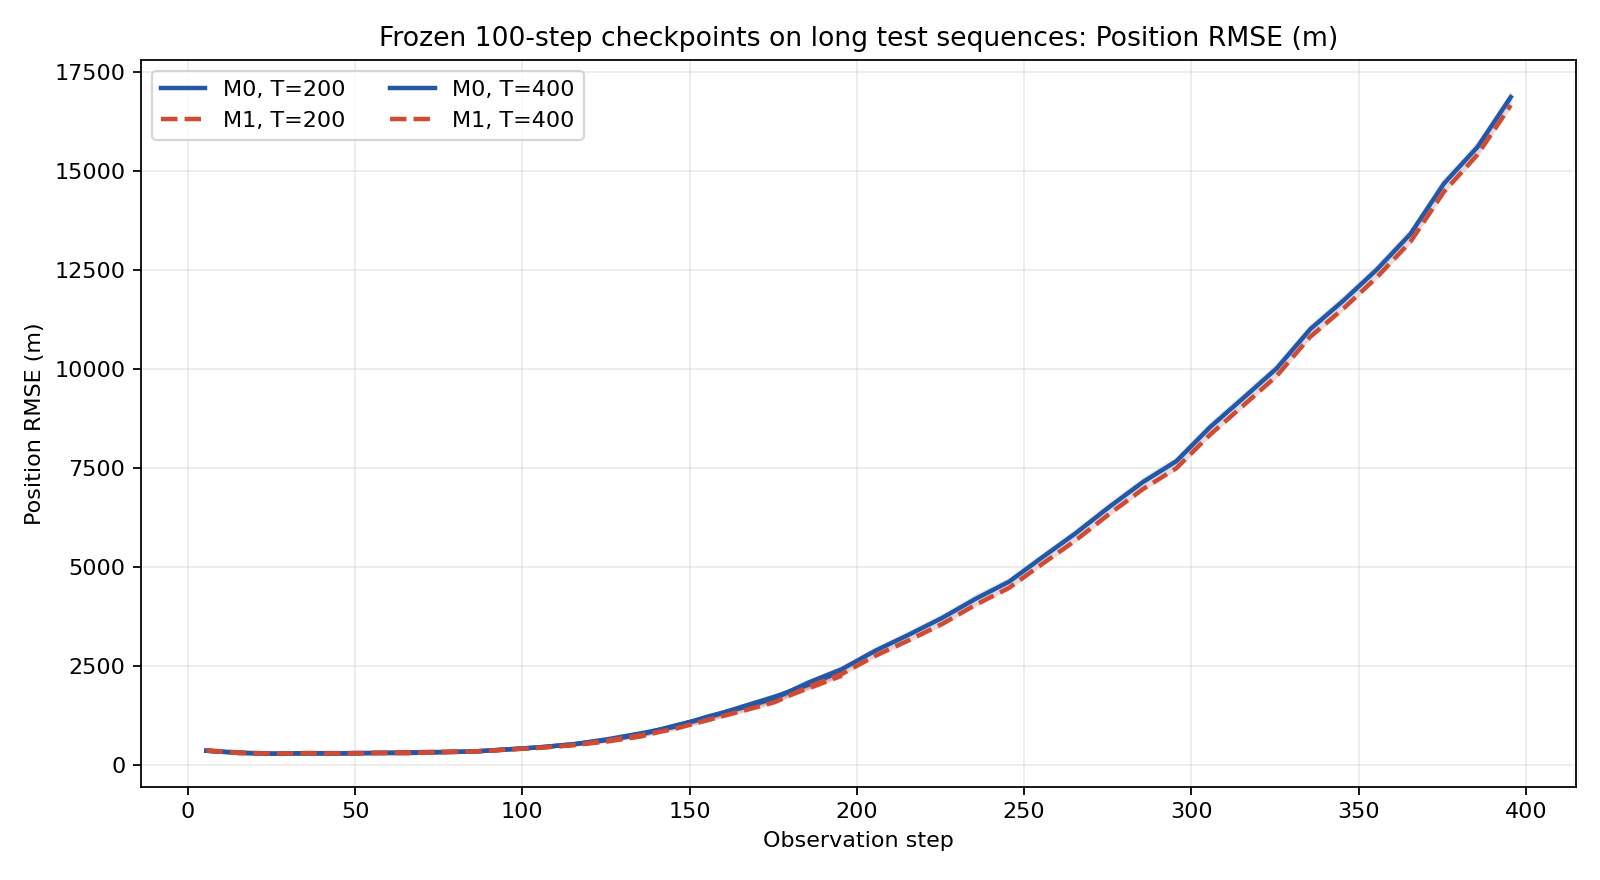 Frozen 100-step checkpoints on long test sequences: Position RMSE (m)
M0, T=200 M0, T=400
M1, T=200 M1, T=400
Position RMSE (m)
17500
15000
12500
10000
7500
5000
2500
0
0 50 100 150 200 250 300 350 400
Observation step